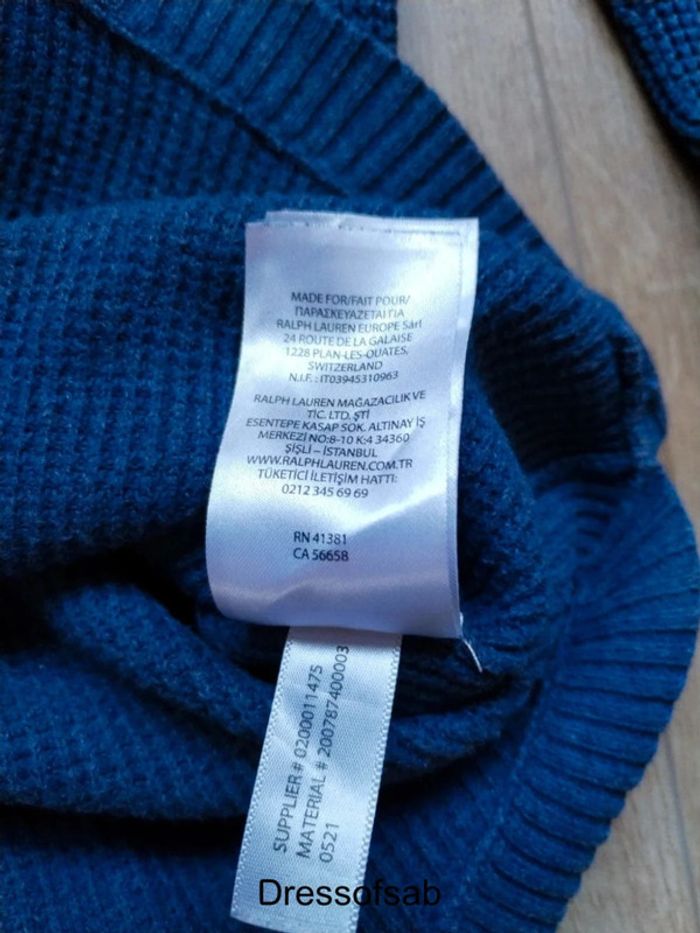 MADE FOR/FAIT POUR/
ΠΑΡΑΣΚΕΥΑΖΕΤΑΙ ΓΙΑ
RALPH LAUREN EUROPE Sàrl
24 ROUTE DE LA GALAISE
1228 PLAN-LES-OUATES,
SWITZERLAND
N.I.F. : IT03945310963
RALPH LAUREN MAĞAZACILIK VE
TİC. LTD. ŞTİ
ESENTEPE KASAP SOK. ALTINAY İŞ
MERKEZİ NO:8-10 K:4 34360
ŞİŞLİ – İSTANBUL
WWW.RALPHLAUREN.COM.TR
TÜKETİCİ İLETİŞİM HATTI:
0212 345 69 69
RN 41381
CA 56658
SUPPLIER # 0200011475
MATERIAL # 200787400003
0521
Dressofsab